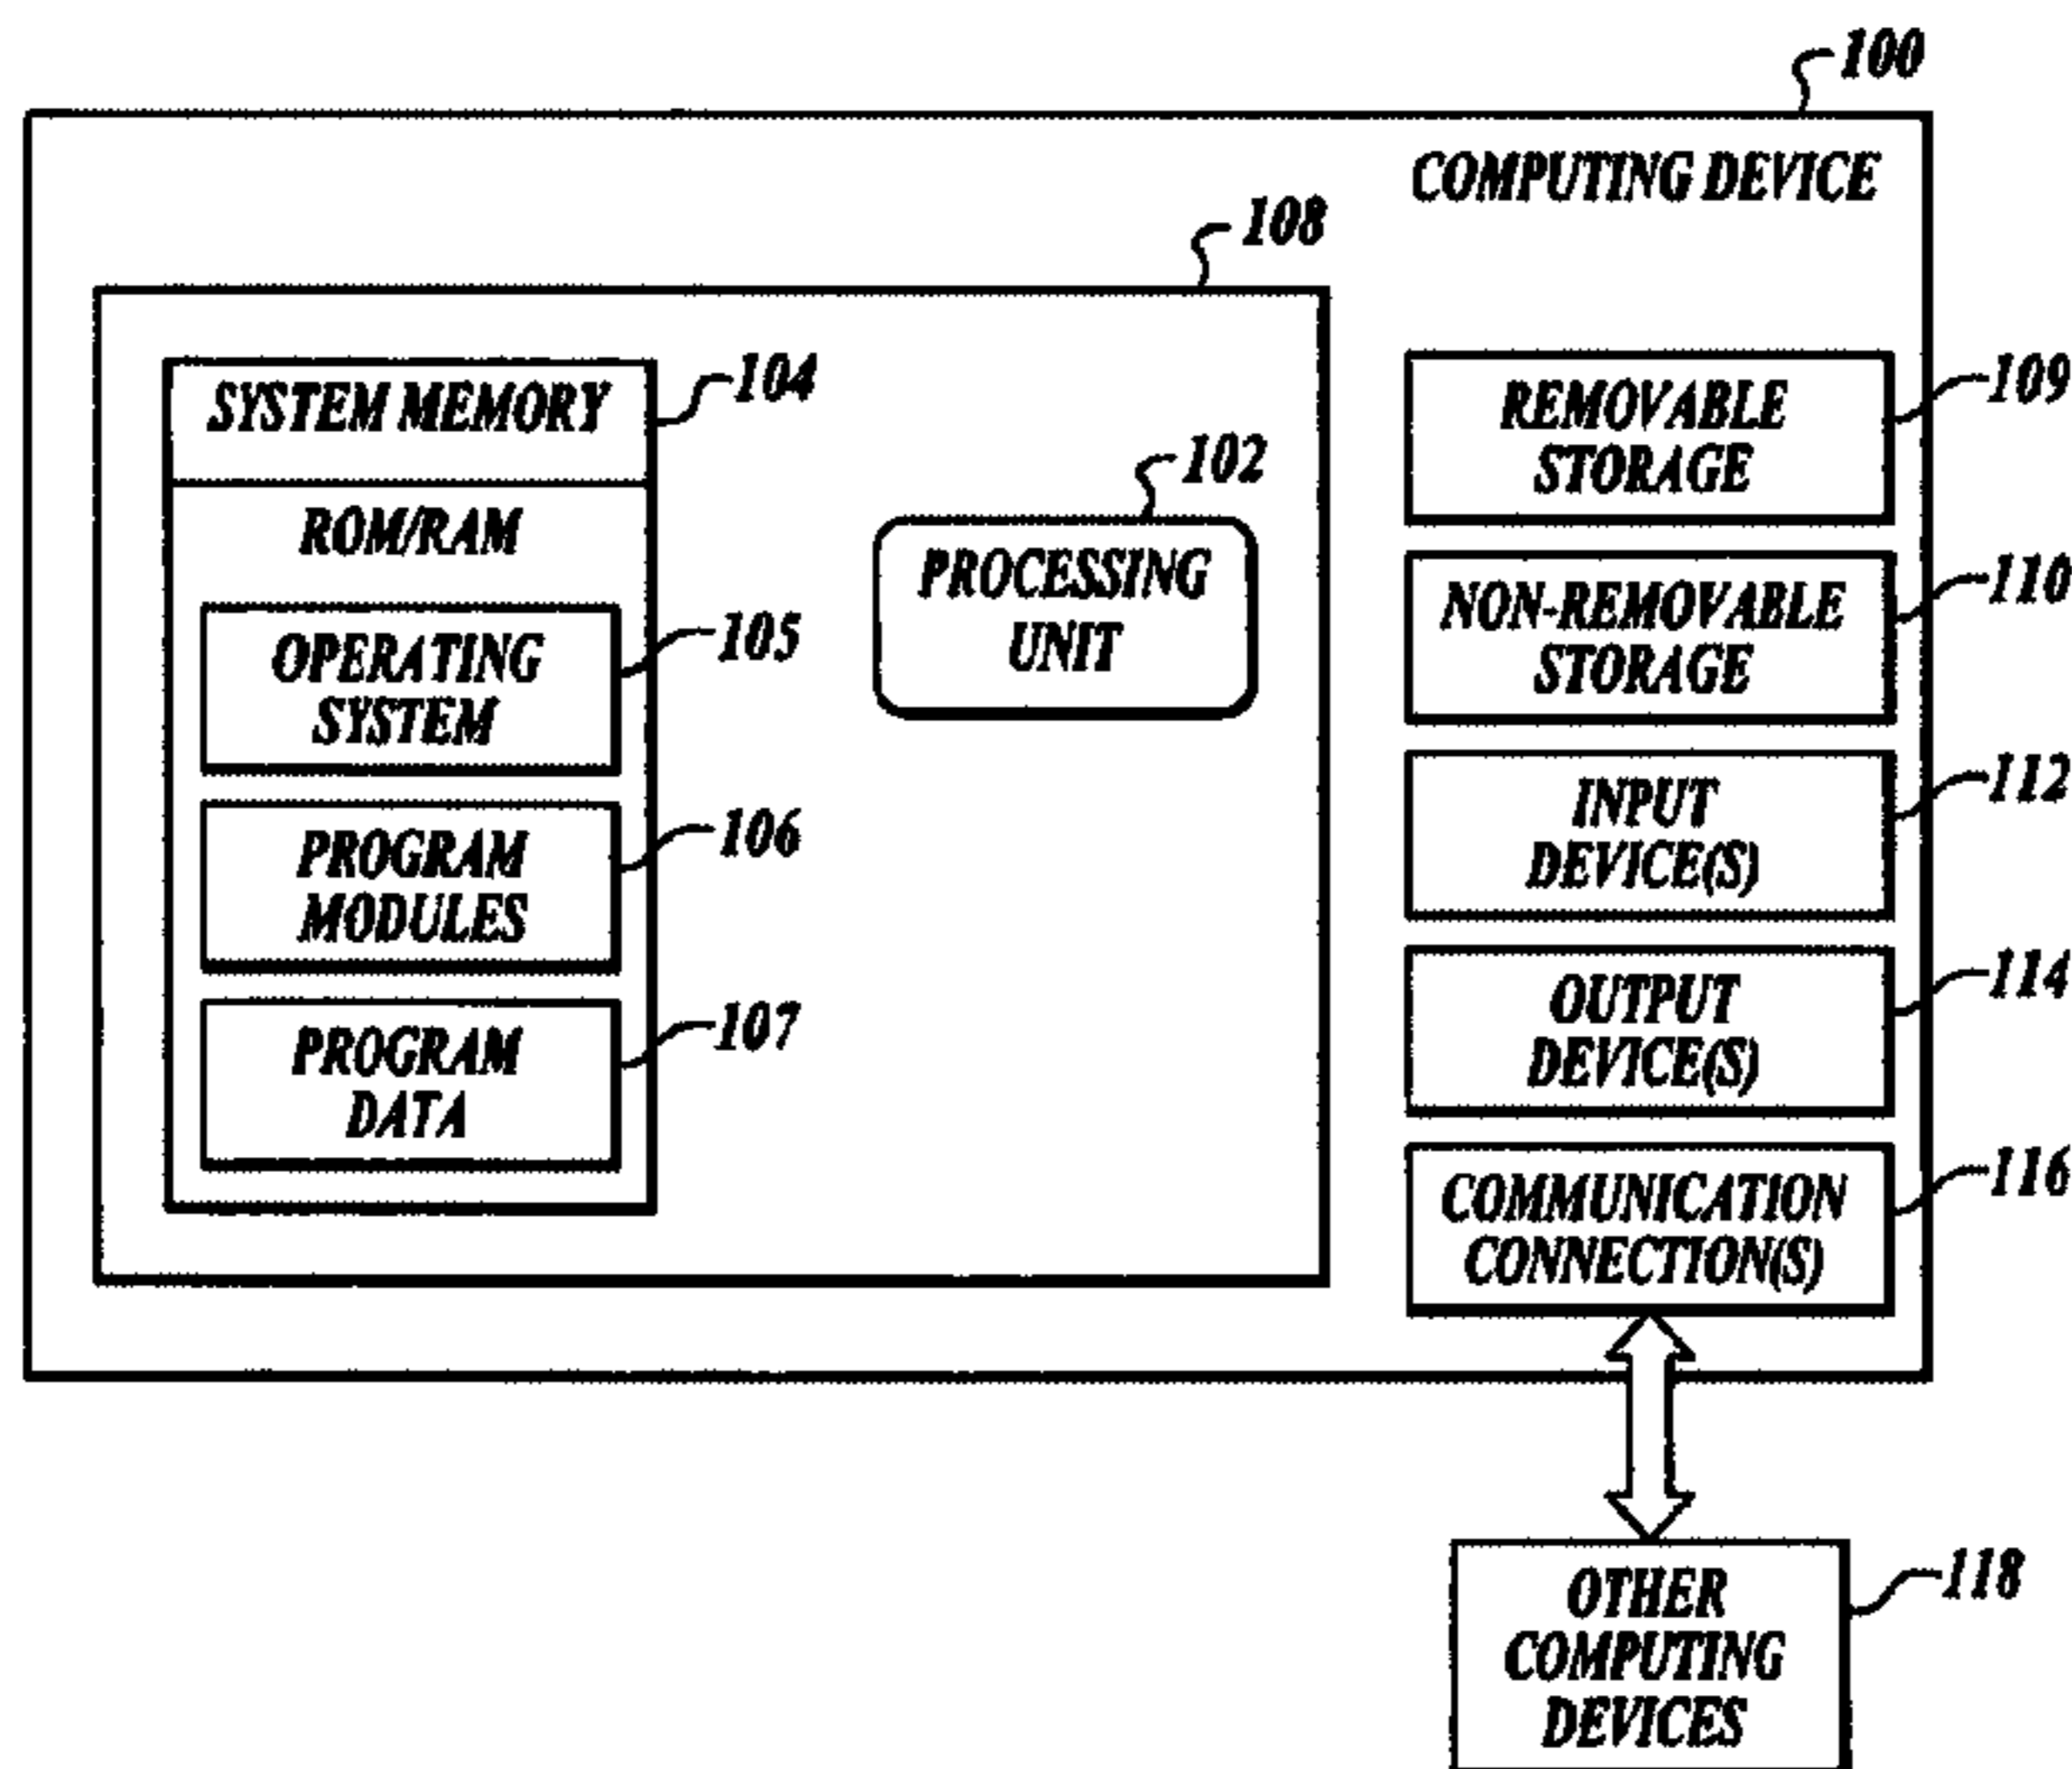 100
COMPUTING DEVICE
108
SYSTEM MEMORY
104
ROM/RAM
OPERATING
SYSTEM
105
PROGRAM
MODULES
106
PROGRAM
DATA
107
102
PROCESSING
UNIT
REMOVABLE
STORAGE
109
NON-REMOVABLE
STORAGE
110
INPUT
DEVICE(S)
112
OUTPUT
DEVICE(S)
114
COMMUNICATION
CONNECTION(S)
116
OTHER
COMPUTING
DEVICES
118